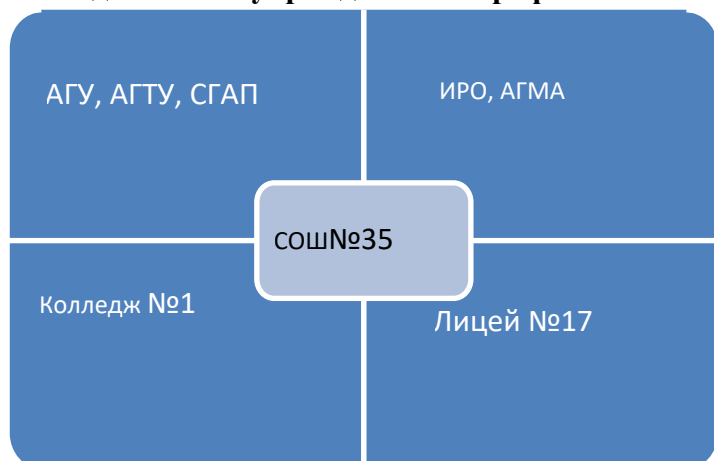 АГУ, АГТУ, СГАП
ИРО, АГМА
СОШ№35
Колледж №1
Лицей №17